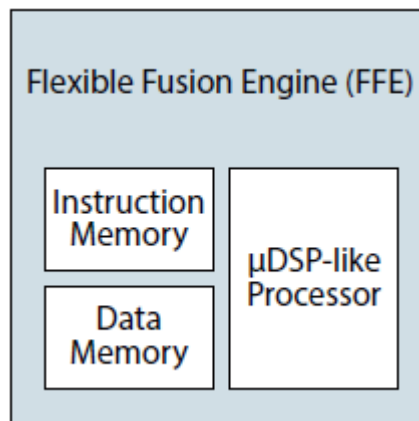 Flexible Fusion Engine (FFE)
Instruction
Memory
Data
Memory
µDSP-like
Processor